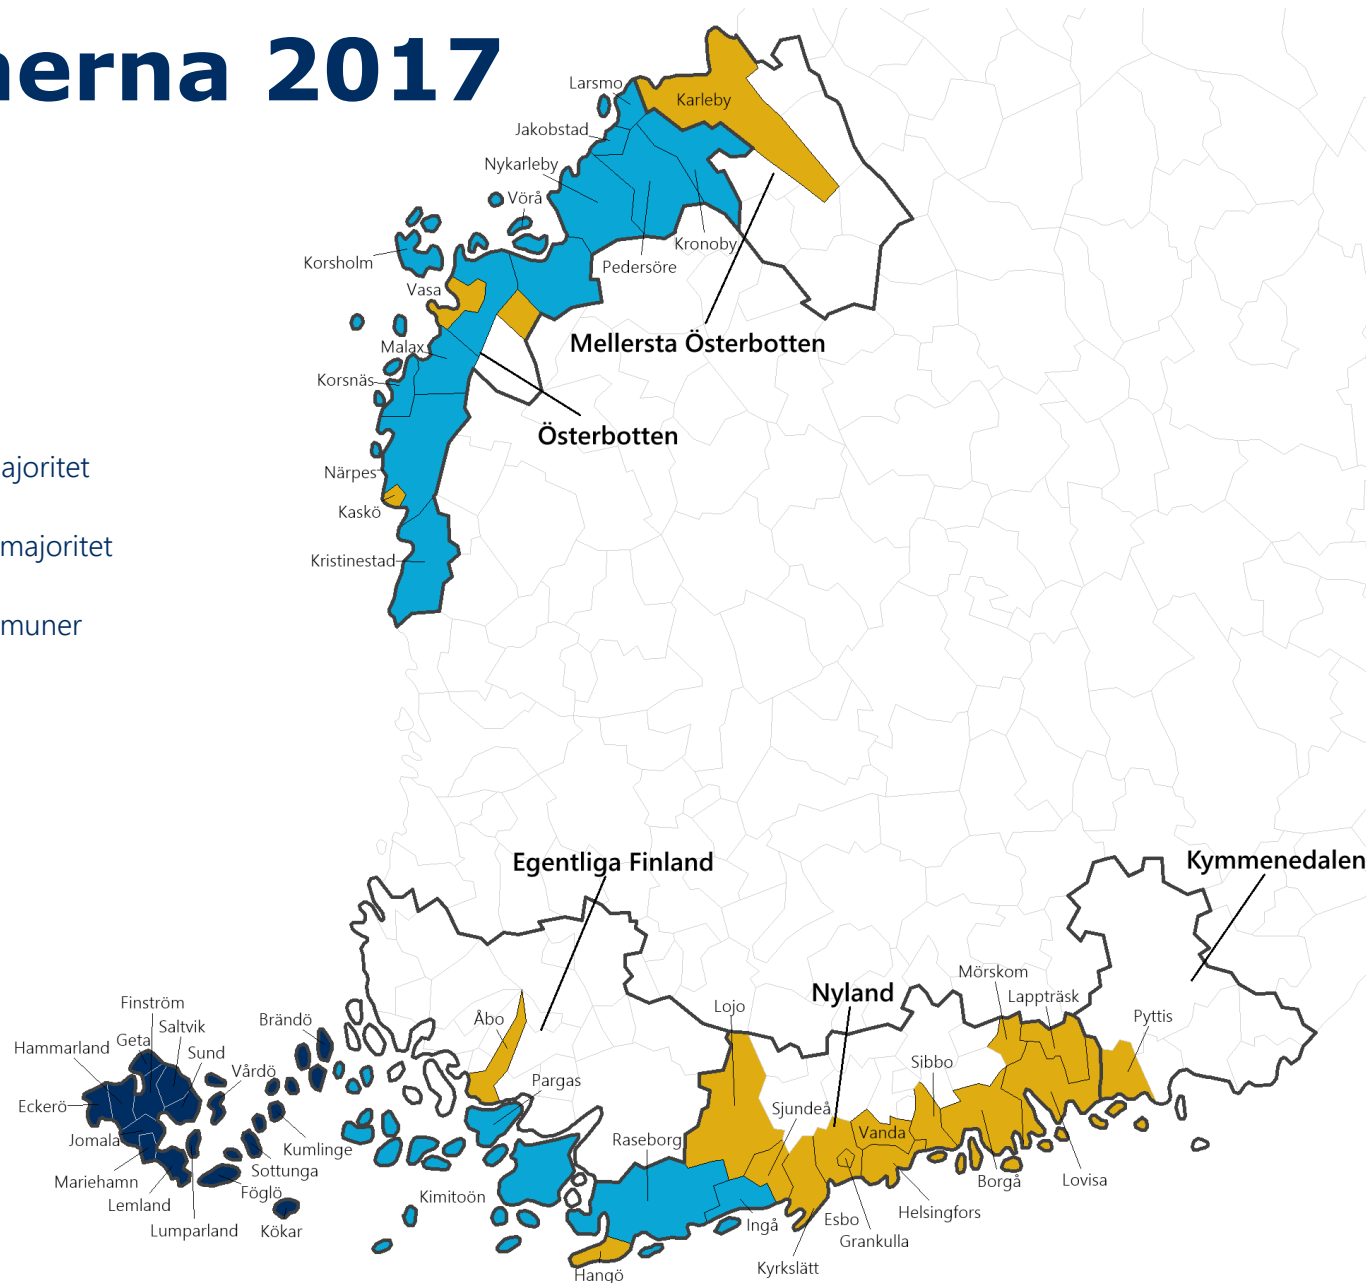 nerna 2017
Larsmo
Karleby
Jakobstad
Nykarleby
Vörå
Kronoby
Pedersöre
Korsholm
Vasa
Mellersta Österbotten
Malax
Korsnäs
Österbotten
ajoritet
Närpes
Kaskö
majoritet
Kristinestad
muner
Egentliga Finland
Kymmenedalen
Mörskom
Nyland
Lappträsk
Finström
Lojo
Pyttis
Brändö
Åbo
Saltvik
Geta
Hammarland
Sund
Sibbo
Vårdö
Pargas
Eckerö
Sjundeå
Vanda
Jomala
Raseborg
Kumlinge
Sottunga
Mariehamn
Borgå
Lovisa
Föglö
Kimitoön
Lemland
Helsingfors
Esbo
Ingå
Lumparland
Kökar
Grankulla
Kyrkslätt
Hangö